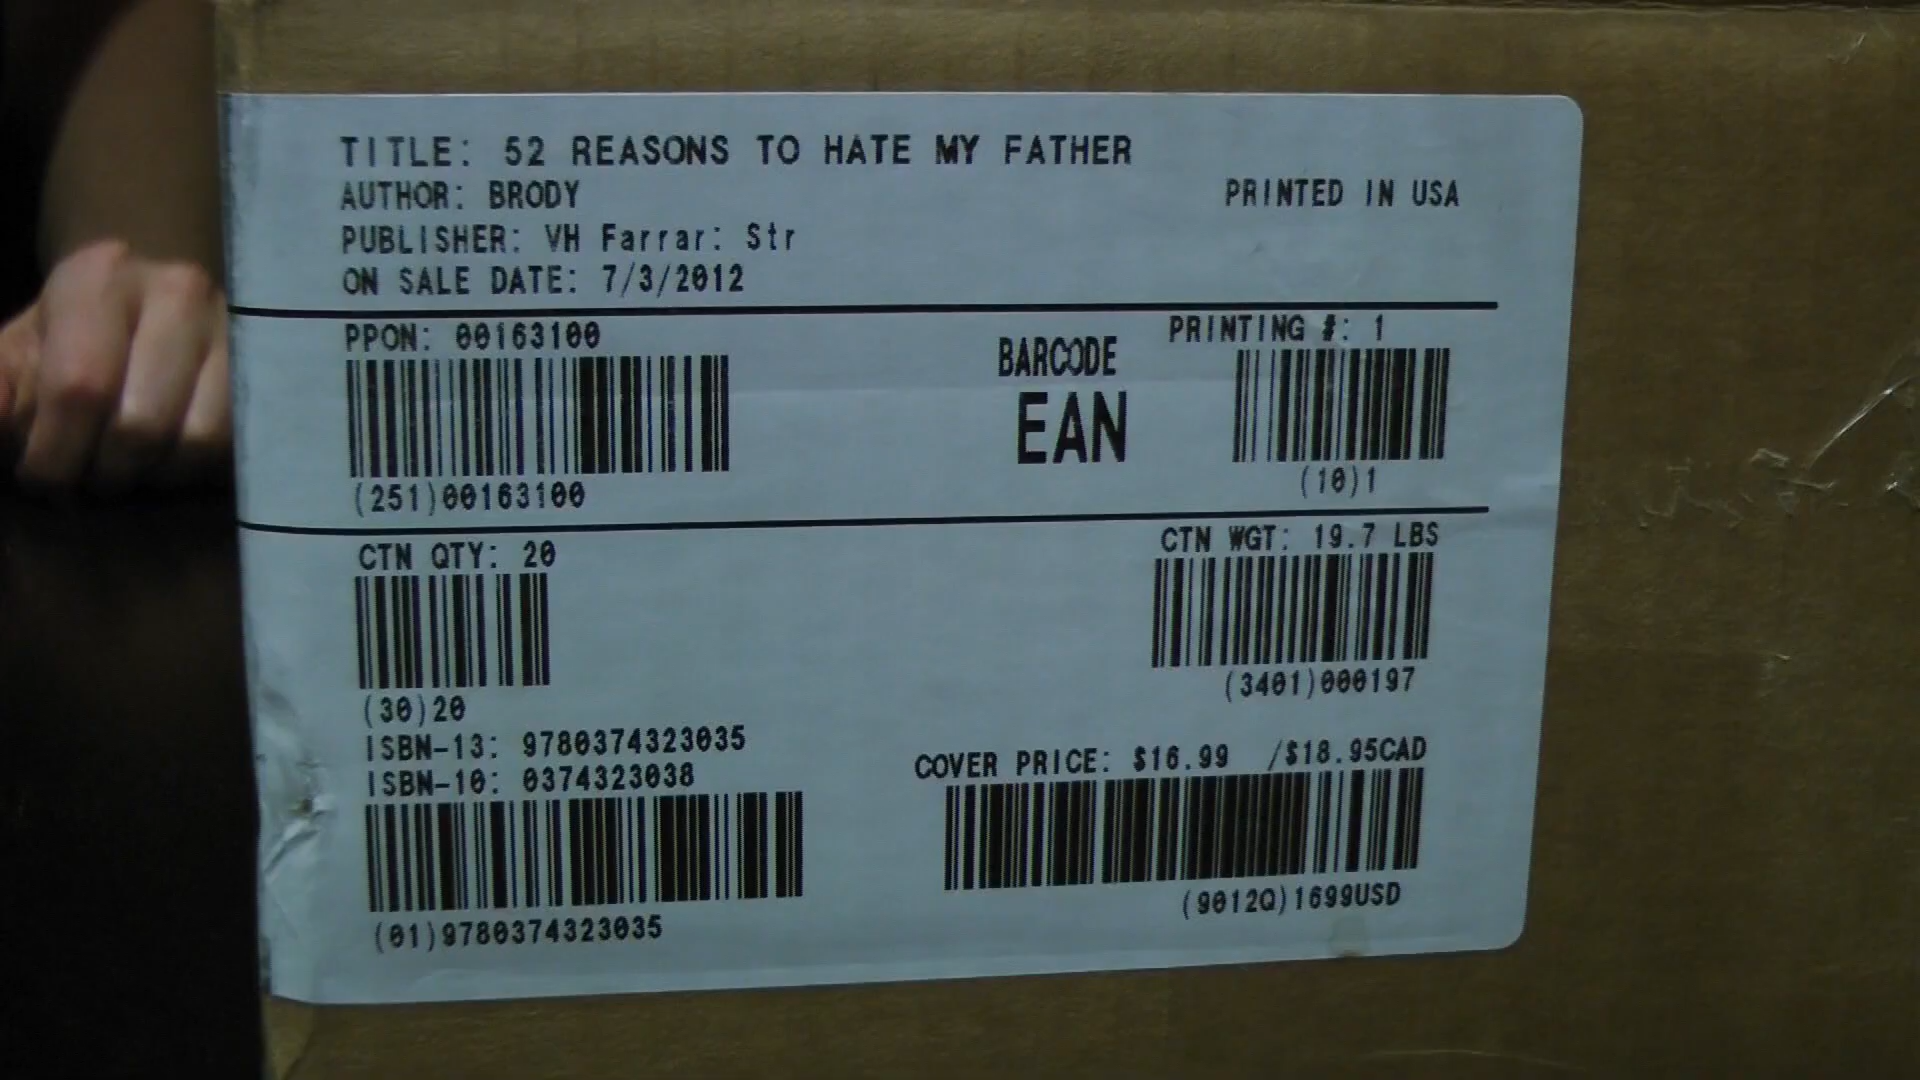 TITLE: 52 REASONS TO HATE MY FATHER
AUTHOR: BRODY
PRINTED IN USA
PUBLISHER: VH Farrar: Str
ON SALE DATE: 7/3/2012
PPON: 00163100
BARCODE
EAN
PRINTING #: 1
(251)00163100
(10)1
CTN QTY: 20
CTN WGT: 19.7 LBS
(30)20
(3401)000197
ISBN-13: 9780374323035
ISBN-10: 0374323038
COVER PRICE: $16.99 /$18.95CAD
(01)9780374323035
(9012Q)1699USD